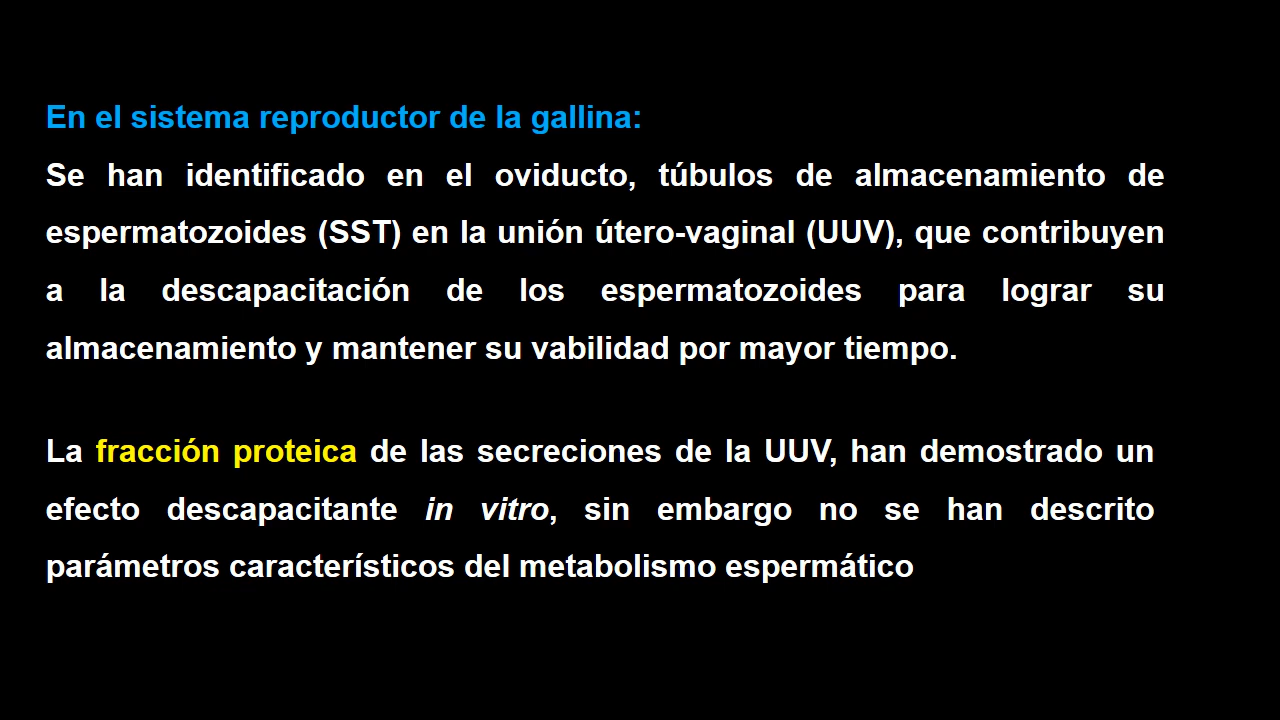 En el sistema reproductor de la gallina:
Se han identificado en el oviducto, túbulos de almacenamiento de
espermatozoides (SST) en la unión útero-vaginal (UUV), que contribuyen
a la descapacitación de los espermatozoides para lograr su
almacenamiento y mantener su vabilidad por mayor tiempo.
La fracción proteica de las secreciones de la UUV, han demostrado un
efecto descapacitante in vitro, sin embargo no se han descrito
parámetros característicos del metabolismo espermático